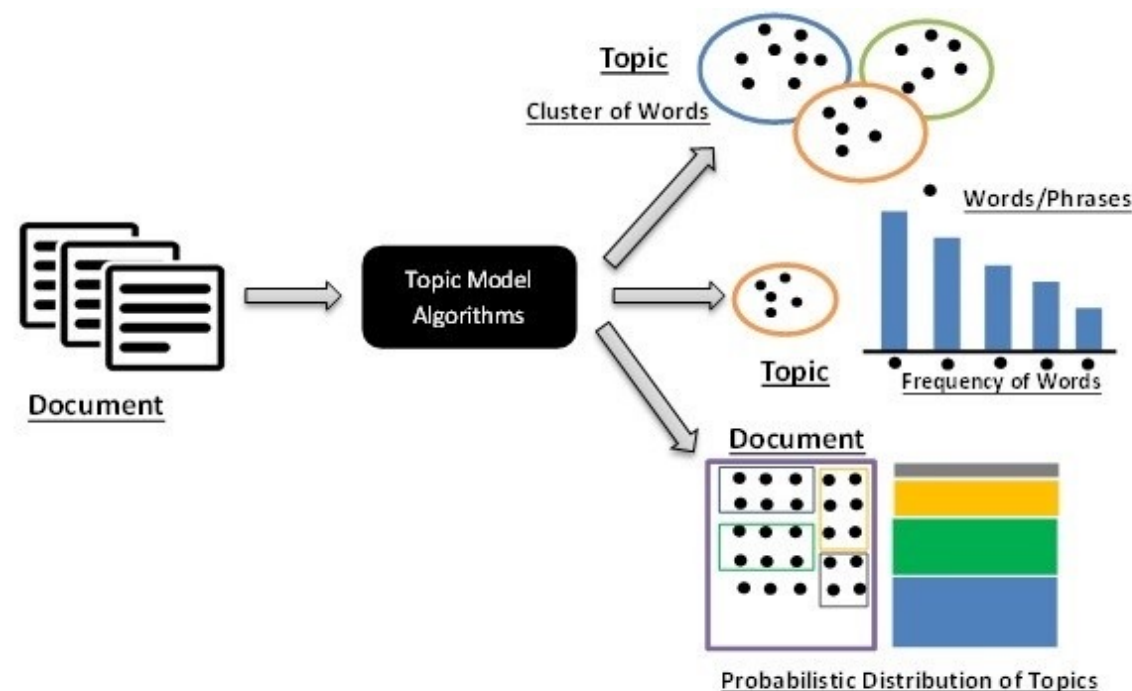 Topic
Cluster of Words
Words/Phrases
Topic Model
Algorithms
Document
Topic
Frequency of Words
Document
Probabilistic Distribution of Topics